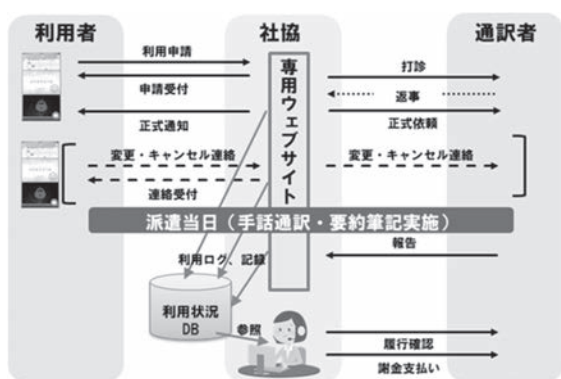 利用者
社協
通訳者
利用申請
申請受付
正式通知
専用ウェブサイト
打診
返事
正式依頼
変更・キャンセル連絡
連絡受付
変更・キャンセル連絡
派遣当日（手話通訳・要約筆記実施）
利用ログ、記録
報告
利用状況
DB
参照
履行確認
謝金支払い